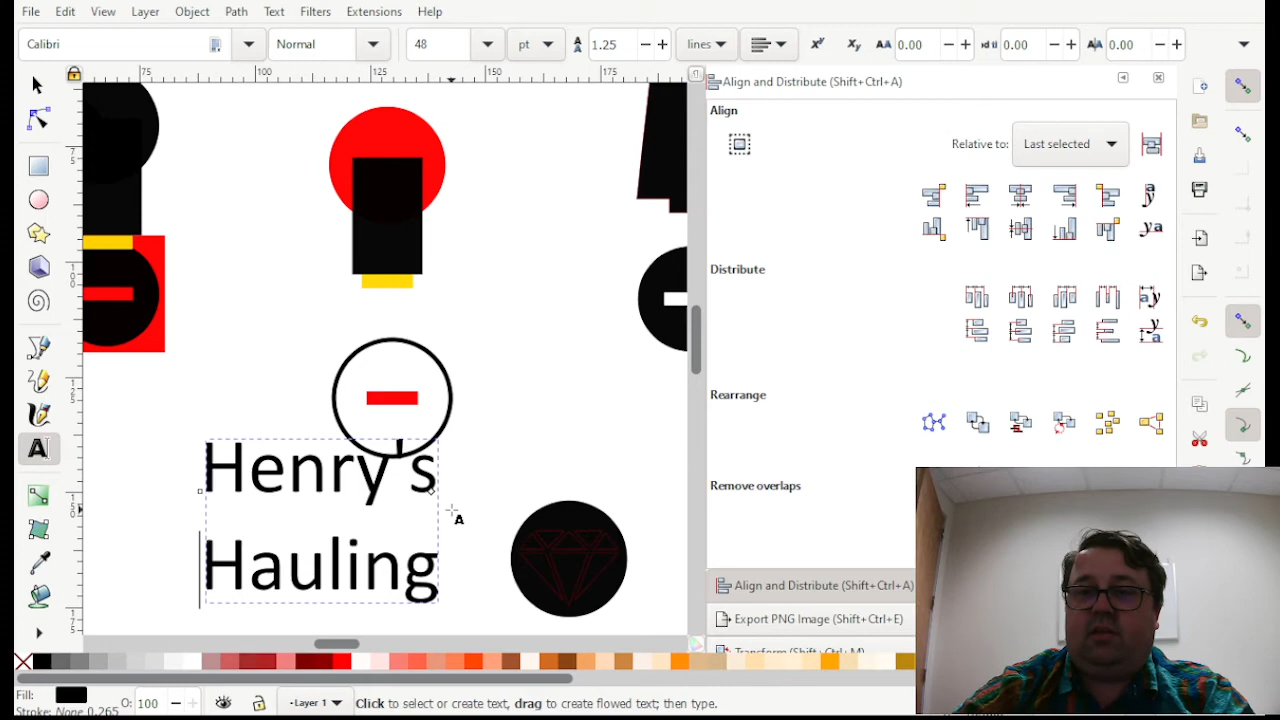 File Edit View Layer Object Path Text Filters Extensions Help
Calibri Normal 48 pt 1.25 lines 0.00 0.00 0.00
75 100 125 150 175
Align and Distribute (Shift+Ctrl+A)
Align
Relative to: Last selected
Distribute
Rearrange
Remove overlaps
Henry's
Hauling
Align and Distribute (Shift+Ctrl+A)
Export PNG Image (Shift+Ctrl+E)
Transform (Shift+Ctrl+M)
Fill:
Stroke: None 0.265
O: 100
Layer 1
Click to select or create text, drag to create flowed text; then type.